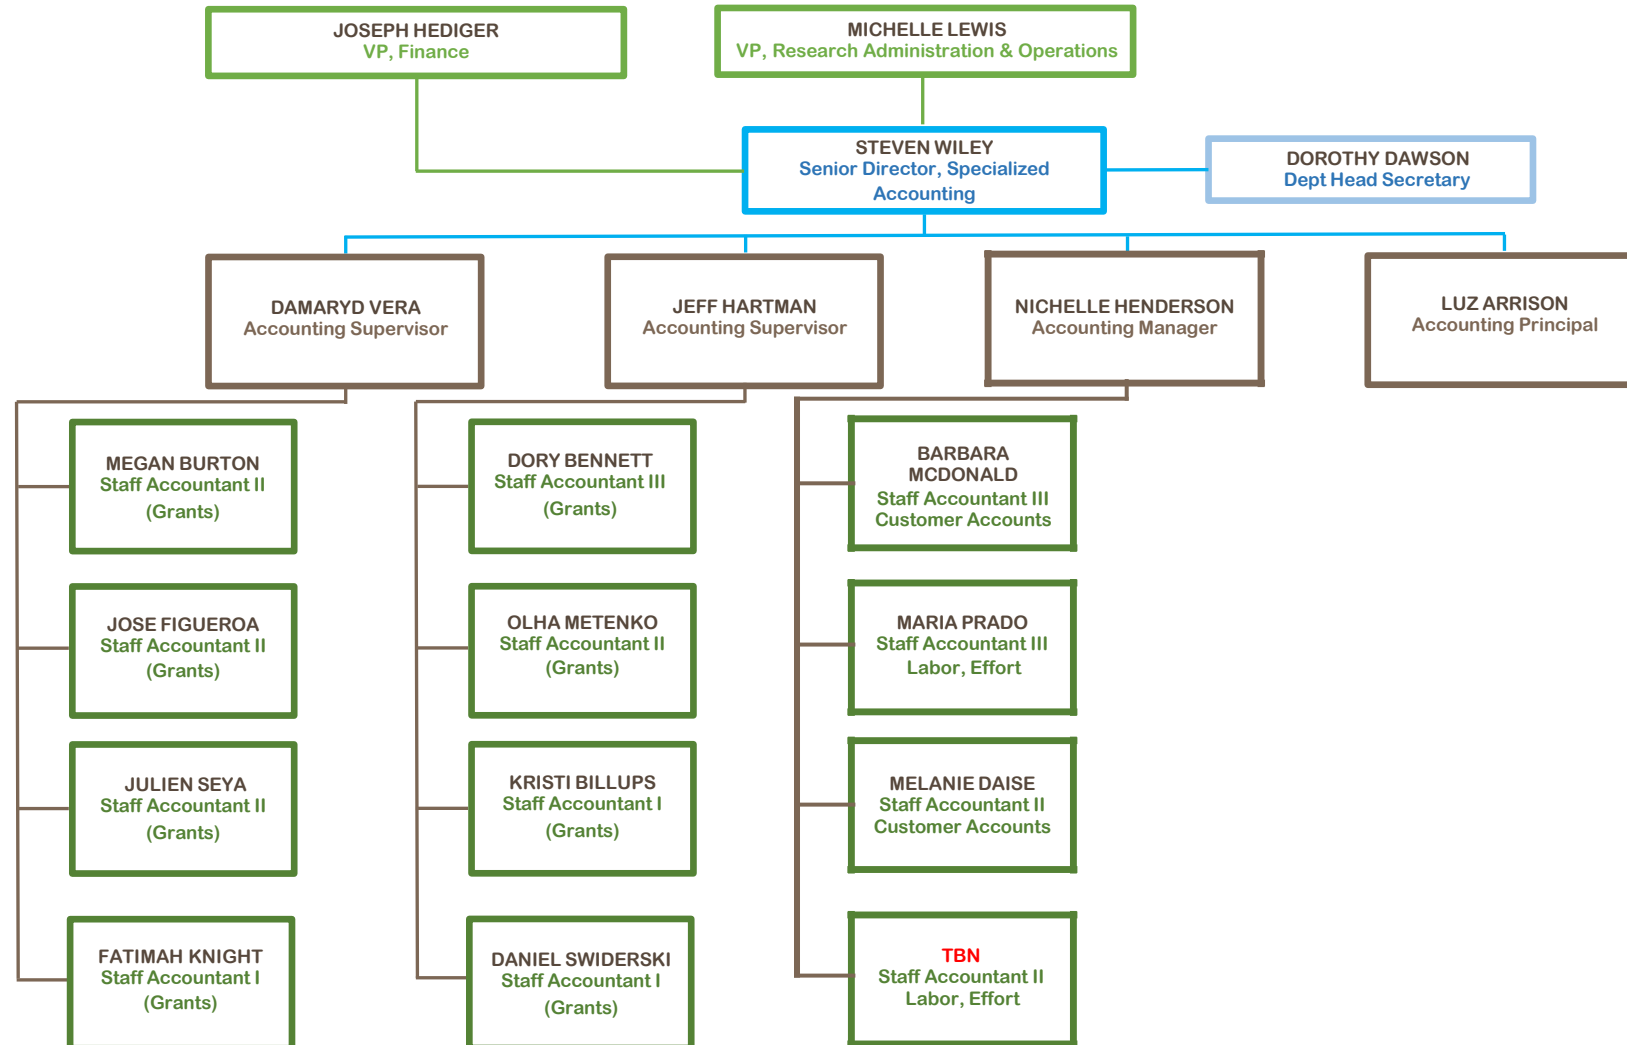 JOSEPH HEDIGER
VP, Finance
MICHELLE LEWIS
VP, Research Administration & Operations
STEVEN WILEY
Senior Director, Specialized
Accounting
DOROTHY DAWSON
Dept Head Secretary
DAMARYD VERA
Accounting Supervisor
JEFF HARTMAN
Accounting Supervisor
NICHELLE HENDERSON
Accounting Manager
LUZ ARRISON
Accounting Principal
MEGAN BURTON
Staff Accountant II
(Grants)
DORY BENNETT
Staff Accountant III
(Grants)
BARBARA
MCDONALD
Staff Accountant III
Customer Accounts
JOSE FIGUEROA
Staff Accountant II
(Grants)
OLHA METENKO
Staff Accountant II
(Grants)
MARIA PRADO
Staff Accountant III
Labor, Effort
JULIEN SEYA
Staff Accountant II
(Grants)
KRISTI BILLUPS
Staff Accountant I
(Grants)
MELANIE DAISE
Staff Accountant II
Customer Accounts
FATIMAH KNIGHT
Staff Accountant I
(Grants)
DANIEL SWIDERSKI
Staff Accountant I
(Grants)
TBN
Staff Accountant II
Labor, Effort